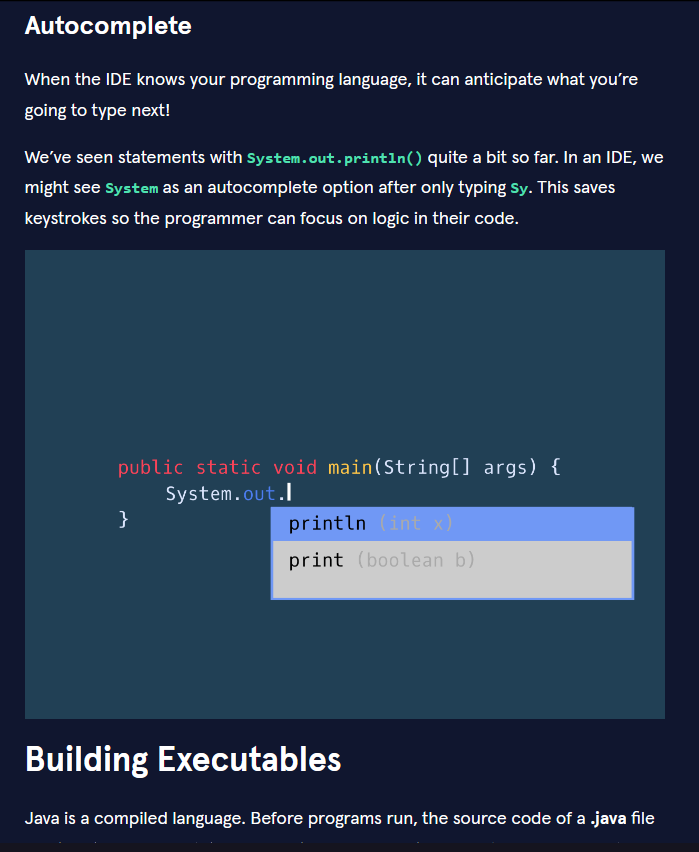 Autocomplete
When the IDE knows your programming language, it can anticipate what you’re
going to type next!
We’ve seen statements with System.out.println() quite a bit so far. In an IDE, we
might see System as an autocomplete option after only typing Sy. This saves
keystrokes so the programmer can focus on logic in their code.
public static void main(String[] args) {
System.out.
}
println (int x)
print (boolean b)
Building Executables
Java is a compiled language. Before programs run, the source code of a .java file